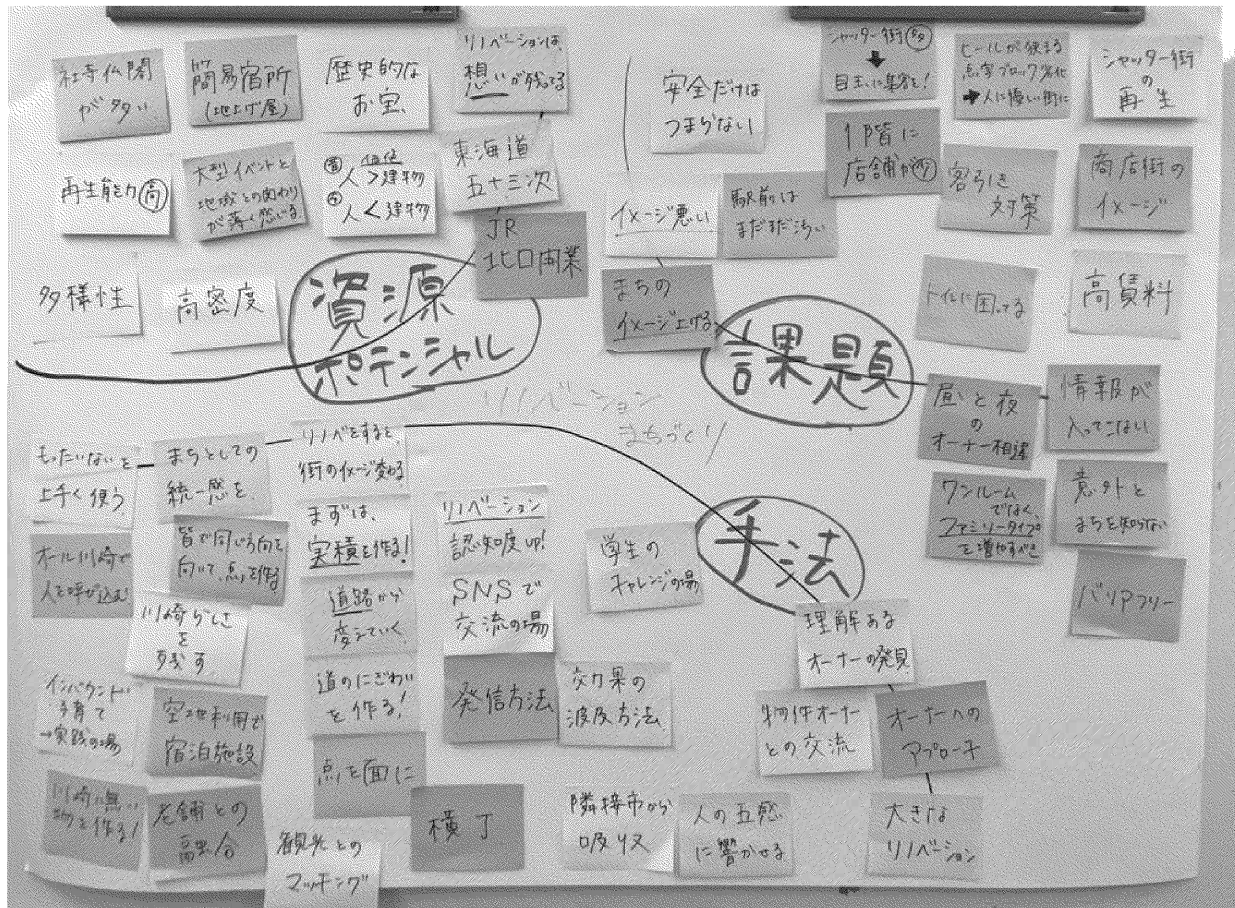 社寺仏閣
が多い
簡易宿所
(地上げ屋)
歴史的な
お宝
リノベーションは、
想いが残ってる
再生能力高
大型イベントと
地域との関わり
が薄く感じる
昔 価値
人>建物
今
人<建物
東海道
五十三次
JR
北口開業
多様性
高密度
資源
ポテンシャル
安全だけは
つまらない
シャッター街多
➡
自主に集客を!
ビールが飲める
点字ブロック劣化
➡人に優しい街に
シャッター街
の
再生
1階に
店舗が
客引き
対策
商店街の
イメージ
イメージ悪い
駅前は
まだまだ汚い
まちの
イメージ上げる
トイレに困ってる
高賃料
課題
昼と夜
の
オーナー相違
情報が
入ってこない
ワンルーム
でなく、
ファミリータイプ
を増やすべき
意外と
まちを知らない
バリアフリー
リノベーション
まちづくり
もったいないを
上手く使う
まちとしての
統一感を
リノベをすると、
街のイメージ変わる
オール川崎で
人を呼び込む
皆で同じ方向を
向いて、点を作る
まずは、
実積を作る!
リノベーション
認知度UP!
学生の
チャレンジの場
手法
川崎らしさ
を
残す
道路から
変えていく
SNSで
交流の場
理解ある
オーナーの発見
インバウンド
子育て
→実践の場
空地利用で
宿泊施設
道のにぎわい
を作る!
発信方法
効果の
波及方法
物件オーナー
との交流
オーナーへの
アプローチ
川崎に無い
物を作る!
老舗との
融合
点を面に
観光との
マッチング
横丁
隣接市から
吸収
人の五感
に響かせる
大きな
リノベーション